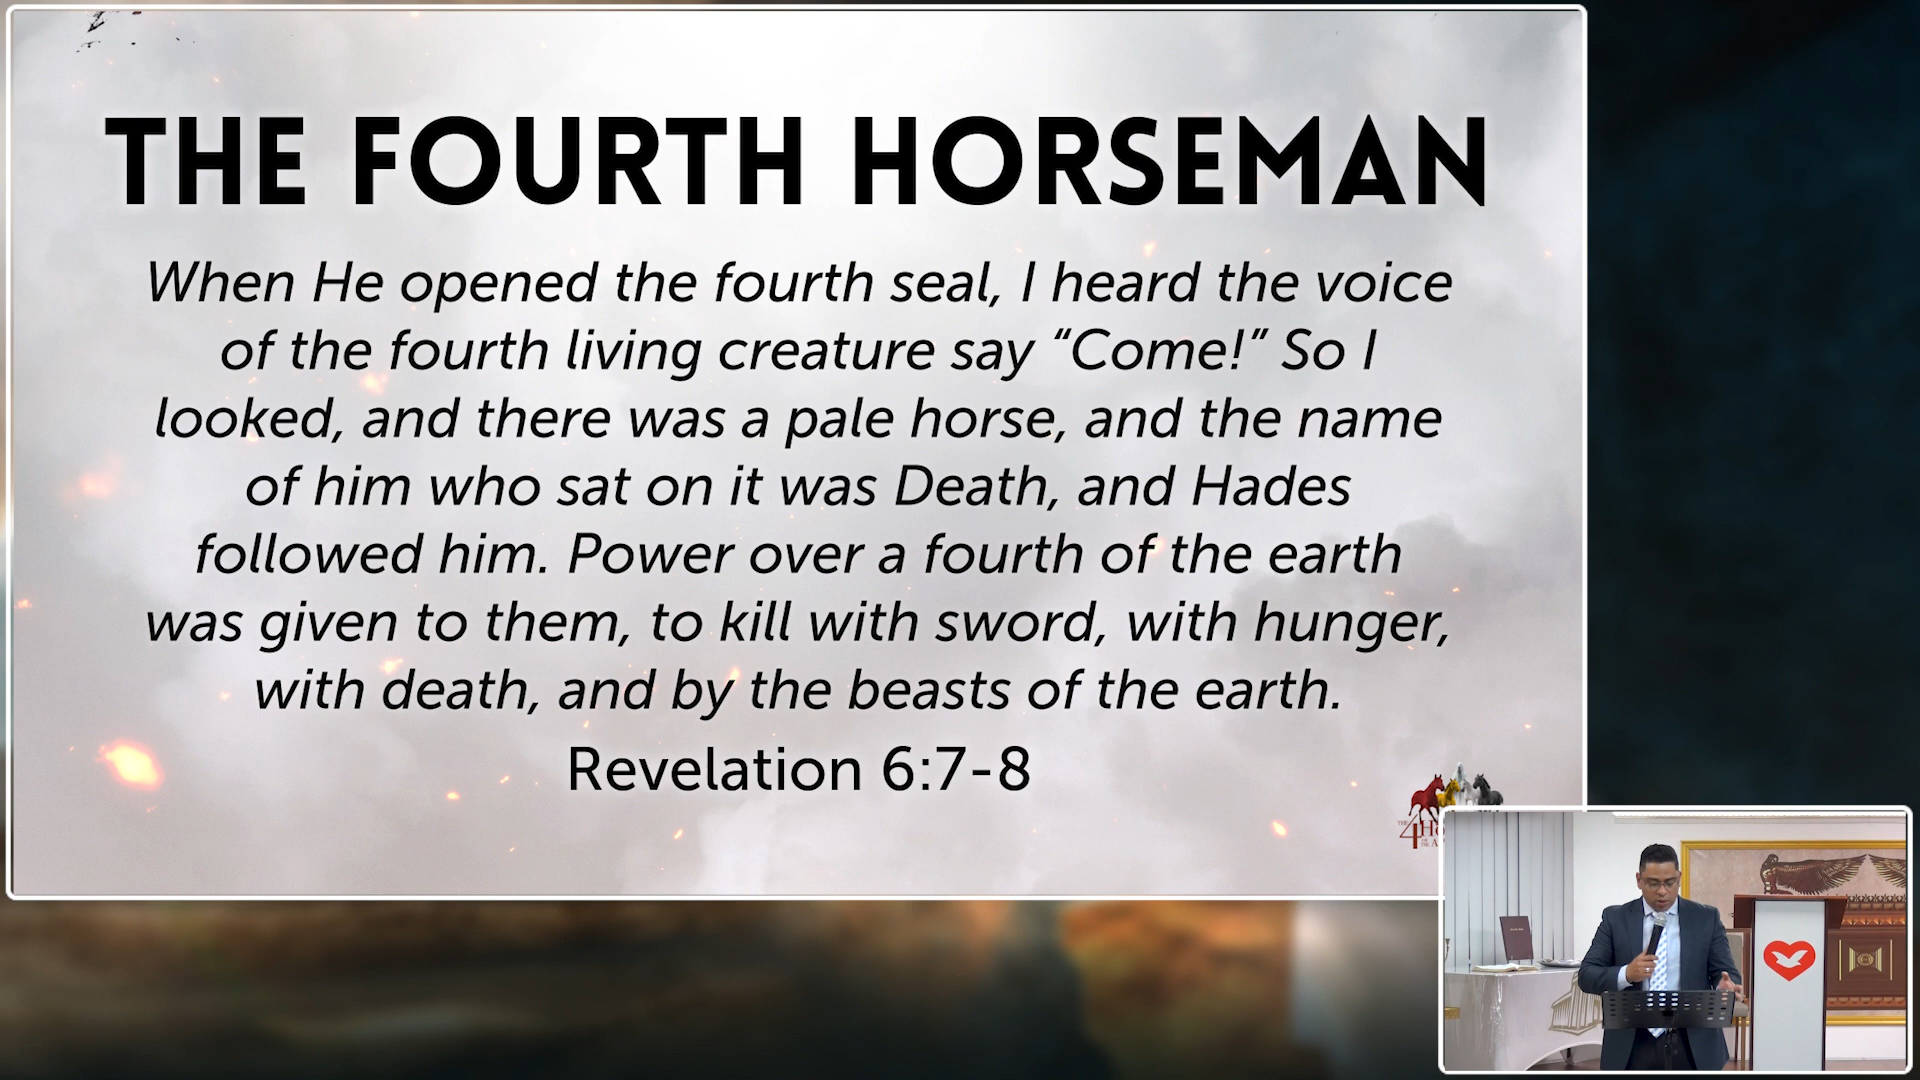 THE FOURTH HORSEMAN
When He opened the fourth seal, I heard the voice
of the fourth living creature say “Come!” So I
looked, and there was a pale horse, and the name
of him who sat on it was Death, and Hades
followed him. Power over a fourth of the earth
was given to them, to kill with sword, with hunger,
with death, and by the beasts of the earth.
Revelation 6:7-8
THE
4